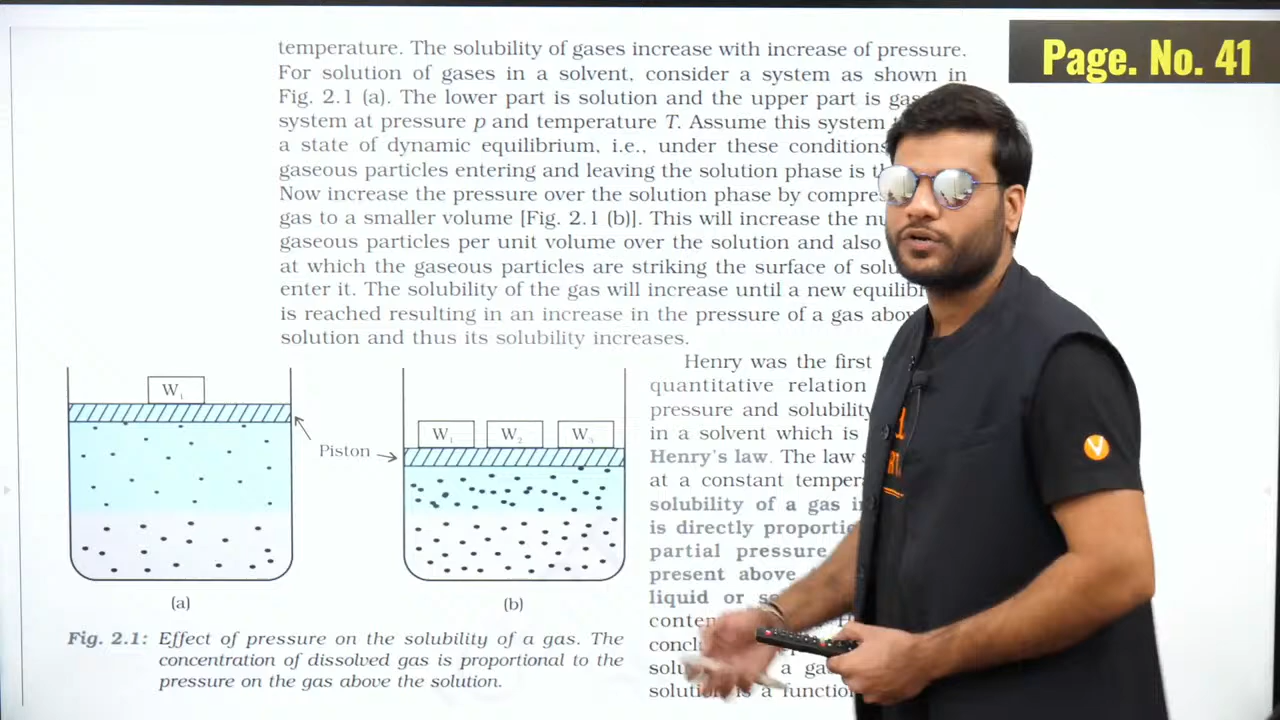 Page. No. 41
temperature. The solubility of gases increase with increase of pressure.
For solution of gases in a solvent, consider a system as shown in
Fig. 2.1 (a). The lower part is solution and the upper part is
system at pressure p and temperature T. Assume this system
a state of dynamic equilibrium, i.e., under these conditions
gaseous particles entering and leaving the solution phase is
Now increase the pressure over the solution phase by
gas to a smaller volume [Fig. 2.1 (b)]. This will increase the
gaseous particles per unit volume over the solution and also
at which the gaseous particles are striking the surface of
enter it. The solubility of the gas will increase until a new
is reached resulting in an increase in the pressure of a gas
solution and thus its solubility increases.
Henry was the first
quantitative relation
pressure and solubility
in a solvent which is
Henry's law. The law
at a constant
solubility of a gas
is directly
partial pressure
present above
liquid or
a
solution is a
W1
Piston
W1 W2 W3
(a)
(b)
Fig. 2.1: Effect of pressure on the solubility of a gas. The
concentration of dissolved gas is proportional to the
pressure on the gas above the solution.
V